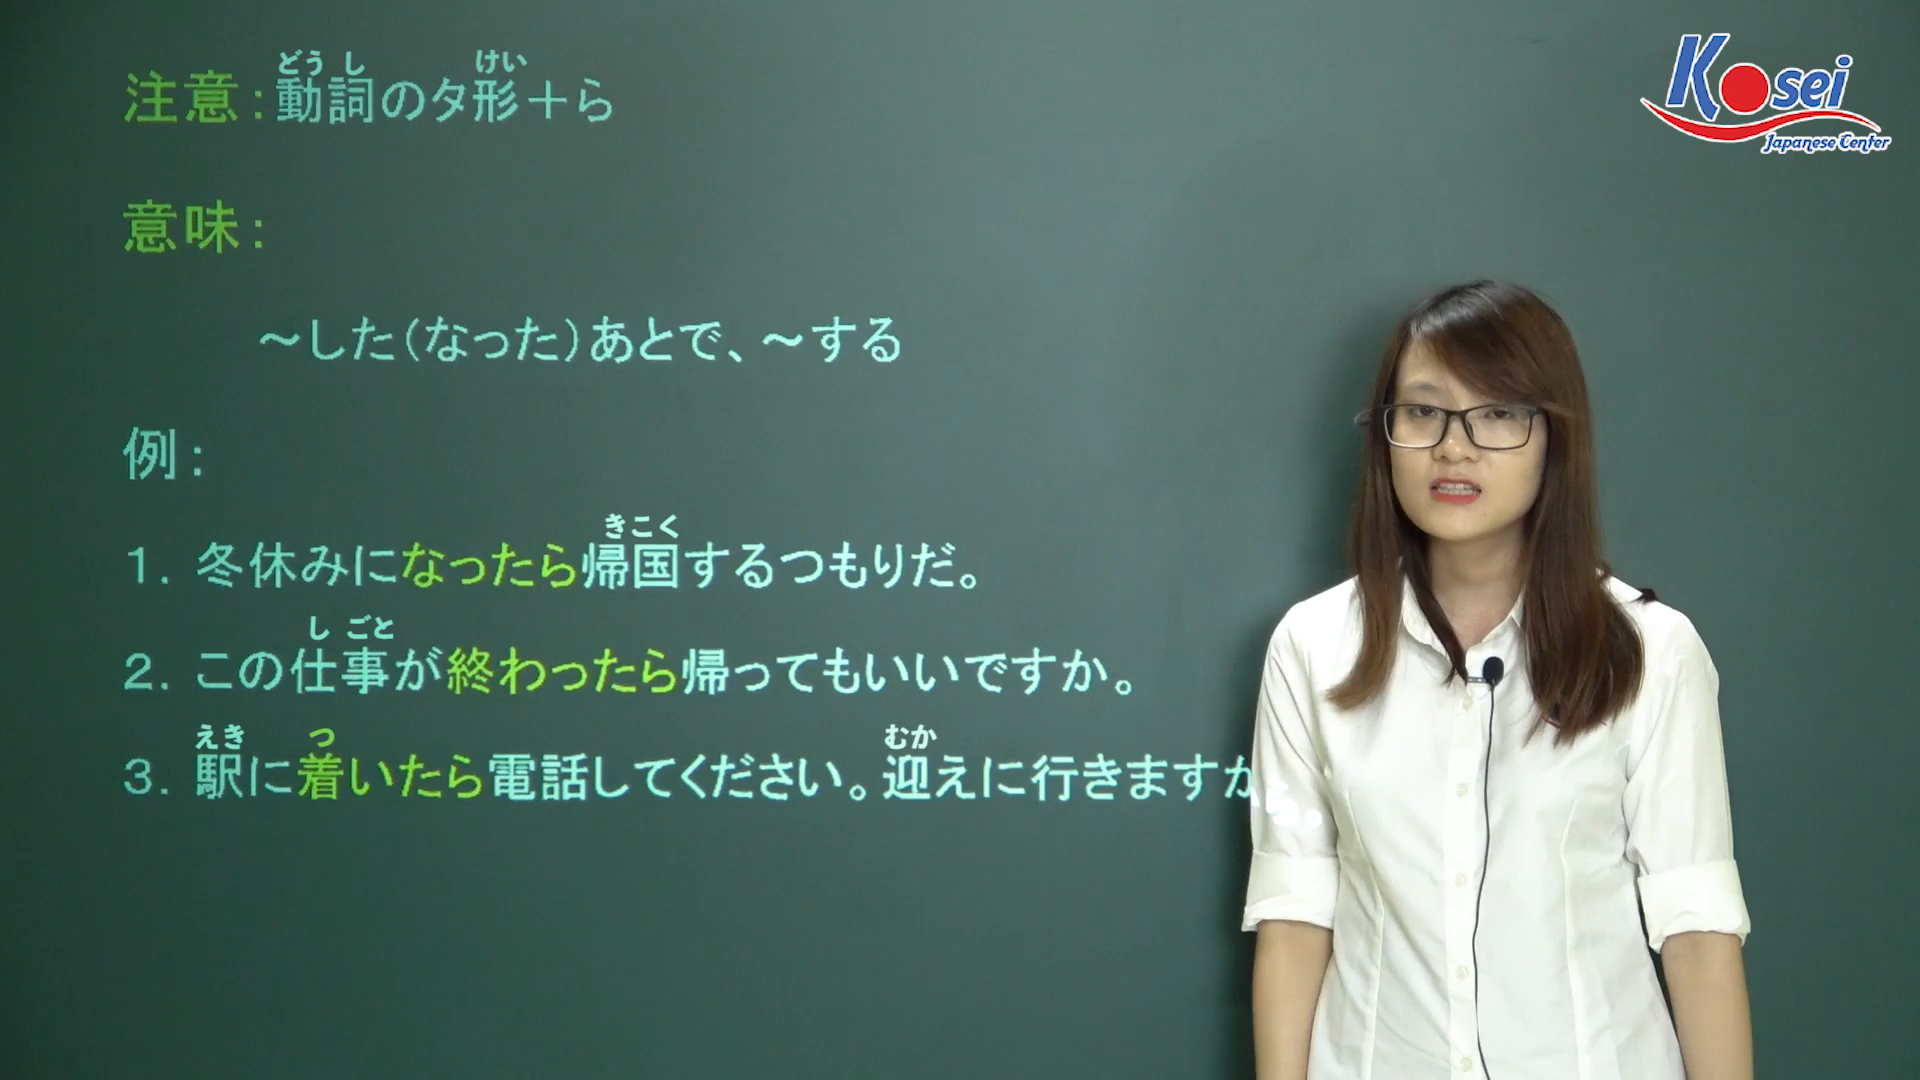 Kosei
Japanese Center
どうし けい
注意：動詞のタ形＋ら
意味：
～した（なった）あとで、～する
例：
きこく
１．冬休みになったら帰国するつもりだ。
しごと
２．この仕事が終わったら帰ってもいいですか。
えき つ むか
３．駅に着いたら電話してください。迎えに行きますから。